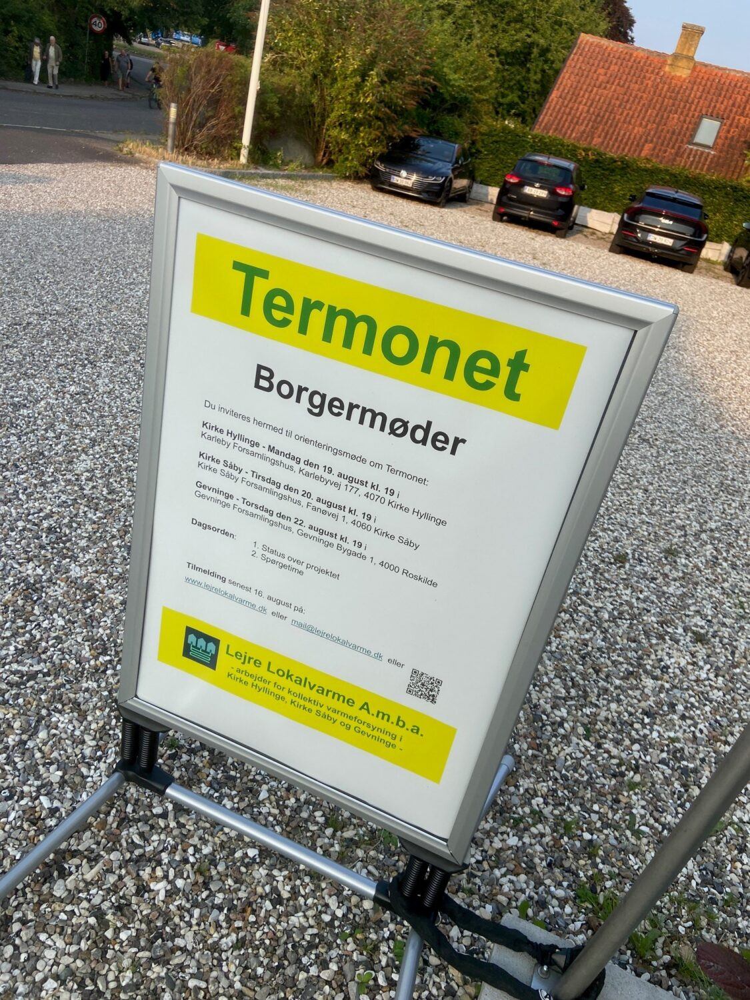 40
Termonet
Borgermøder
Du inviteres hermed til orienteringsmøde om Termonet:
Kirke Hyllinge - Mandag den 19. august kl. 19 i
Karleby Forsamlingshus, Karlebyvej 177, 4070 Kirke Hyllinge
Kirke Såby - Tirsdag den 20. august kl. 19 i
Kirke Såby Forsamlingshus, Fanøvej 1, 4060 Kirke Såby
Gevninge - Torsdag den 22. august kl. 19 i
Gevninge Forsamlingshus, Gevninge Bygade 1, 4000 Roskilde
Dagsorden:
1. Status over projektet
2. Spørgetime
Tilmelding senest 16. august på:
www.lejrelokalvarme.dk eller mail@lejrelokalvarme.dk eller
Lejre Lokalvarme A.m.b.a.
- arbejder for kollektiv varmeforsyning i
Kirke Hyllinge, Kirke Såby og Gevninge -